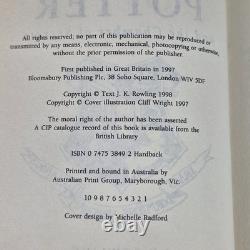 POTTER
All rights reserved; no part of this publication may be reproduced or
transmitted by any means, electronic, mechanical, photocopying or otherwise,
without the prior permission of the publisher.
First published in Great Britain in 1997
Bloomsbury Publishing Plc, 38 Soho Square, London W1V 5DF
Copyright © Text J.K. Rowling 1998
Copyright © Cover illustration Cliff Wright 1997
The moral right of the author has been asserted
A CIP catalogue record of this book is available from the
British Library
ISBN 0 7475 3849 2 Hardback
Printed and bound in Australia by
Australian Print Group, Maryborough, Vic.
10 9 8 7 6 5 4 3 2 1
Cover design by Michelle Radford